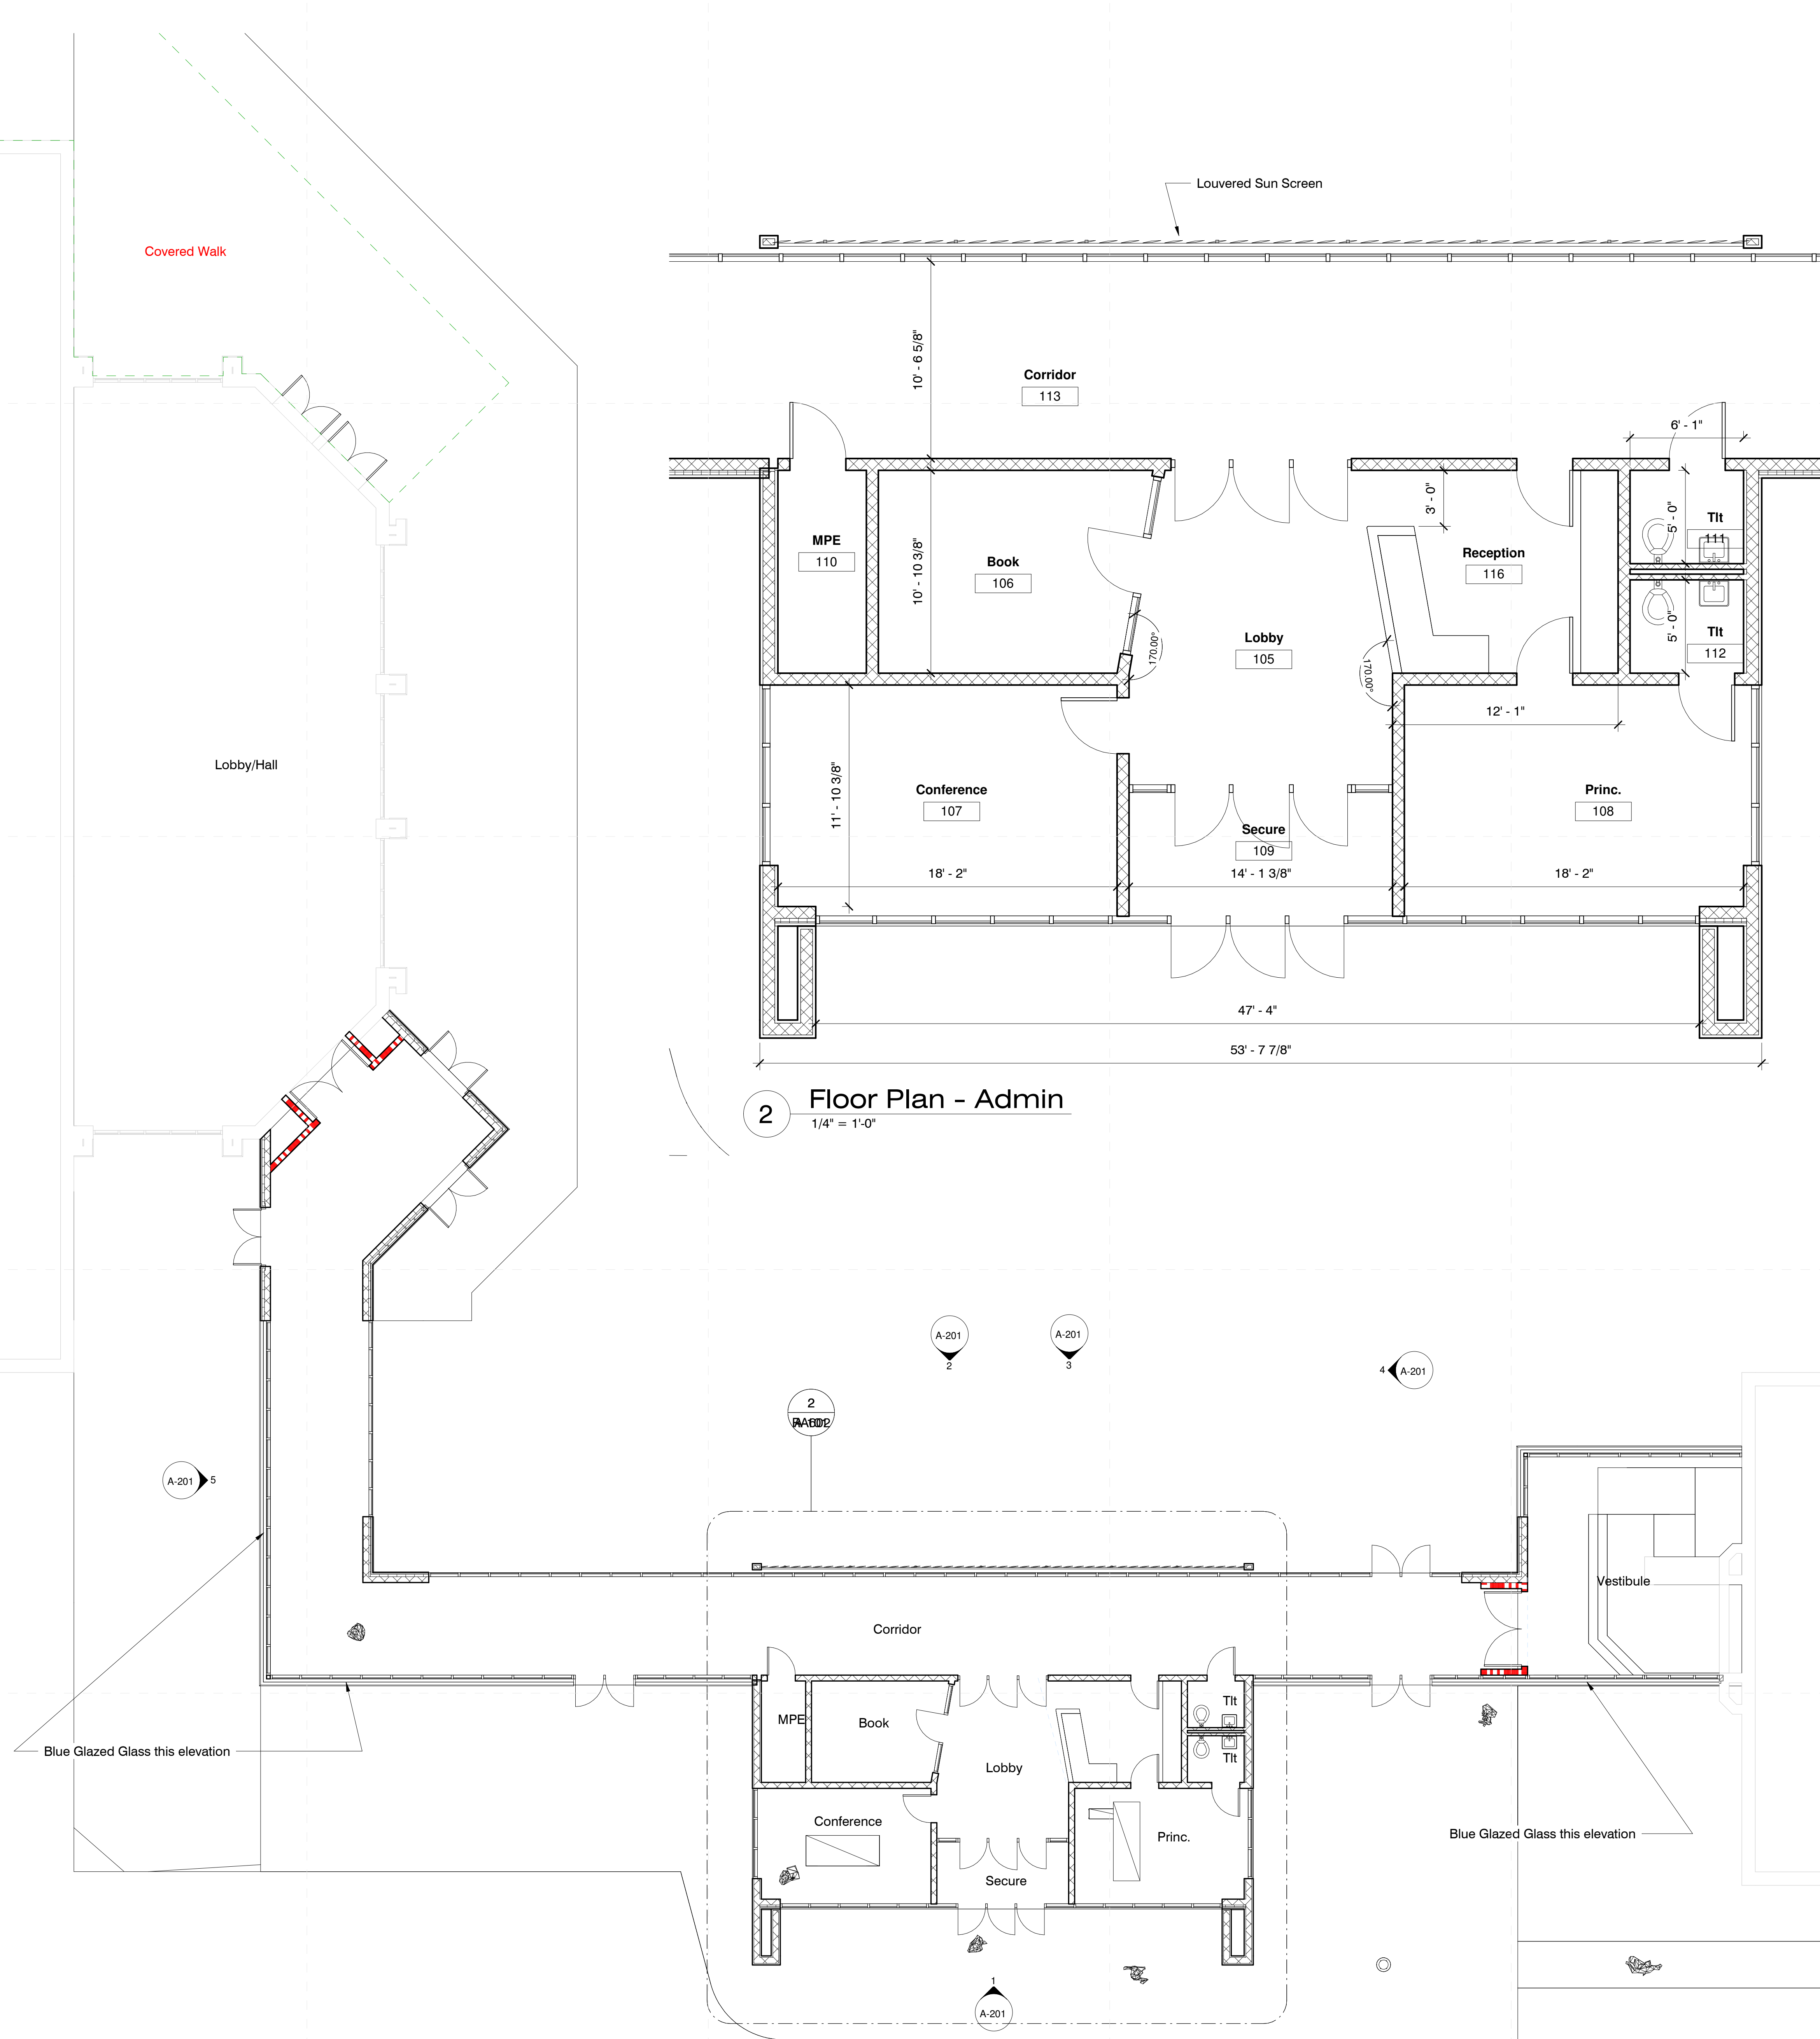 Louvered Sun Screen
Covered Walk
10' - 6 5/8"
Corridor
113
6' - 1"
3' - 0"
MPE
110
Book
106
10' - 10 3/8"
Reception
116
Tlt
111
5' - 0"
Lobby
105
170.00°
170.00°
5' - 0"
Tlt
112
12' - 1"
Lobby/Hall
11' - 10 3/8"
Conference
107
Princ.
108
Secure
109
18' - 2"
14' - 1 3/8"
18' - 2"
47' - 4"
53' - 7 7/8"
2
Floor Plan - Admin
1/4" = 1'-0"
A-201
2
A-201
3
4
A-201
2
A-201
5
Vestibule
Corridor
MPE
Book
Tlt
Tlt
Lobby
Blue Glazed Glass this elevation
Conference
Princ.
Blue Glazed Glass this elevation
Secure
1
A-201